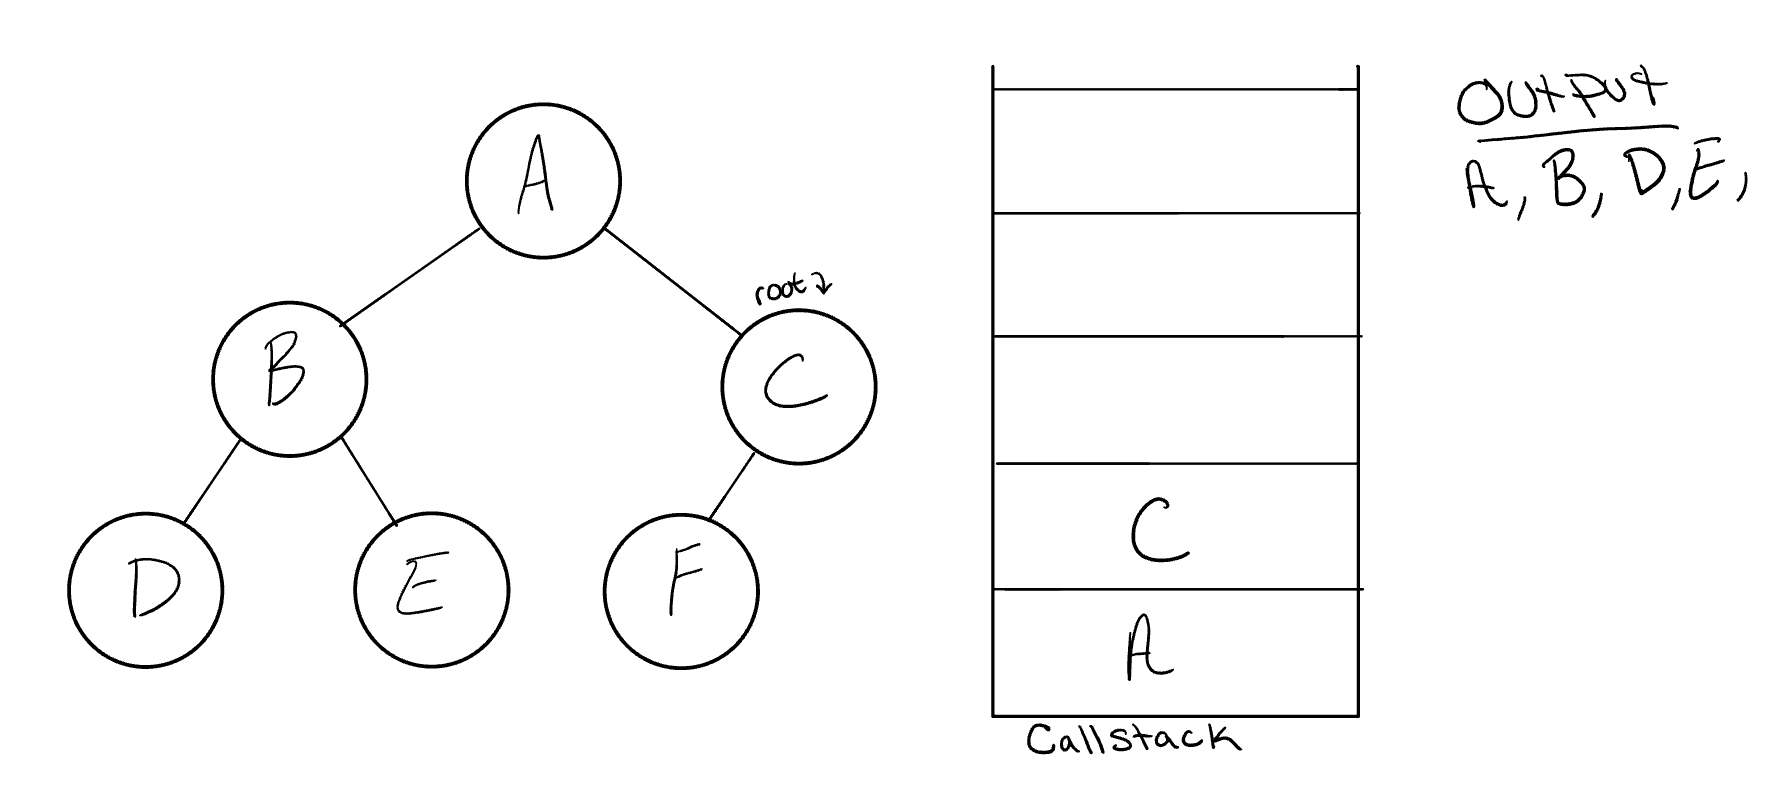 A
root
B
C
D
E
F
C
A
Callstack
Output
A, B, D, E,